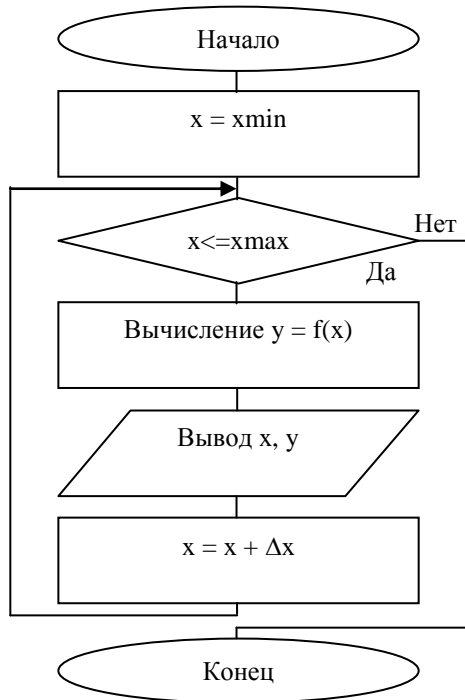 Начало
x = xmin
x<=xmax
Нет
Да
Вычисление y = f(x)
Вывод x, y
x = x + Δx
Конец